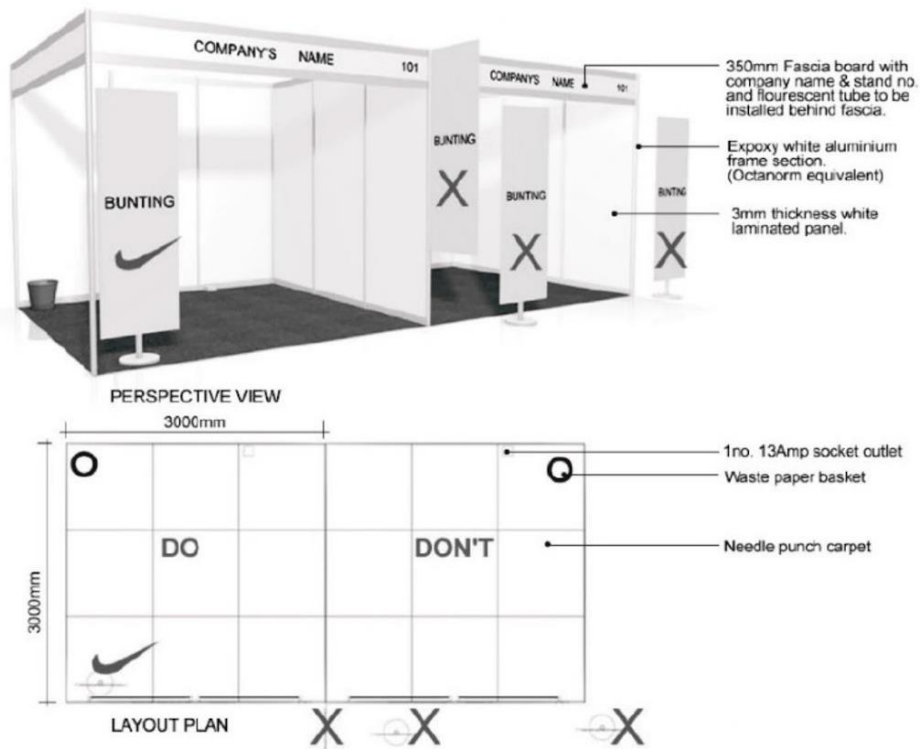 COMPANY'S NAME 101
COMPANY'S NAME 101
350mm Fascia board with
company name & stand no.
and flourescent tube to be
installed behind fascia.
BUNTING
X
Expoxy white aluminium
frame section.
(Octanorm equivalent)
BUNTING
BUNTING
X
BUNTING
X
3mm thickness white
laminated panel.
PERSPECTIVE VIEW
3000mm
1no. 13Amp socket outlet
Waste paper basket
DO
DON'T
Needle punch carpet
3000mm
LAYOUT PLAN
X
X
X